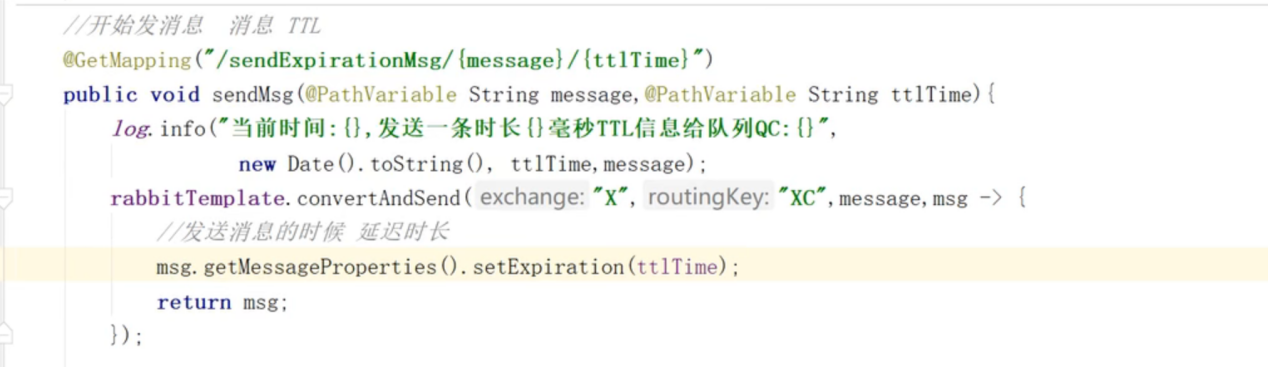 //开始发消息  消息 TTL
@GetMapping("/sendExpirationMsg/{message}/{ttlTime}")
public void sendMsg(@PathVariable String message,@PathVariable String ttlTime){
log.info("当前时间:{},发送一条时长{}毫秒TTL信息给队列QC:{}",
new Date().toString(), ttlTime,message);
rabbitTemplate.convertAndSend( exchange: "X", routingKey: "XC",message,msg -> {
//发送消息的时候 延迟时长
msg.getMessageProperties().setExpiration(ttlTime);
return msg;
});